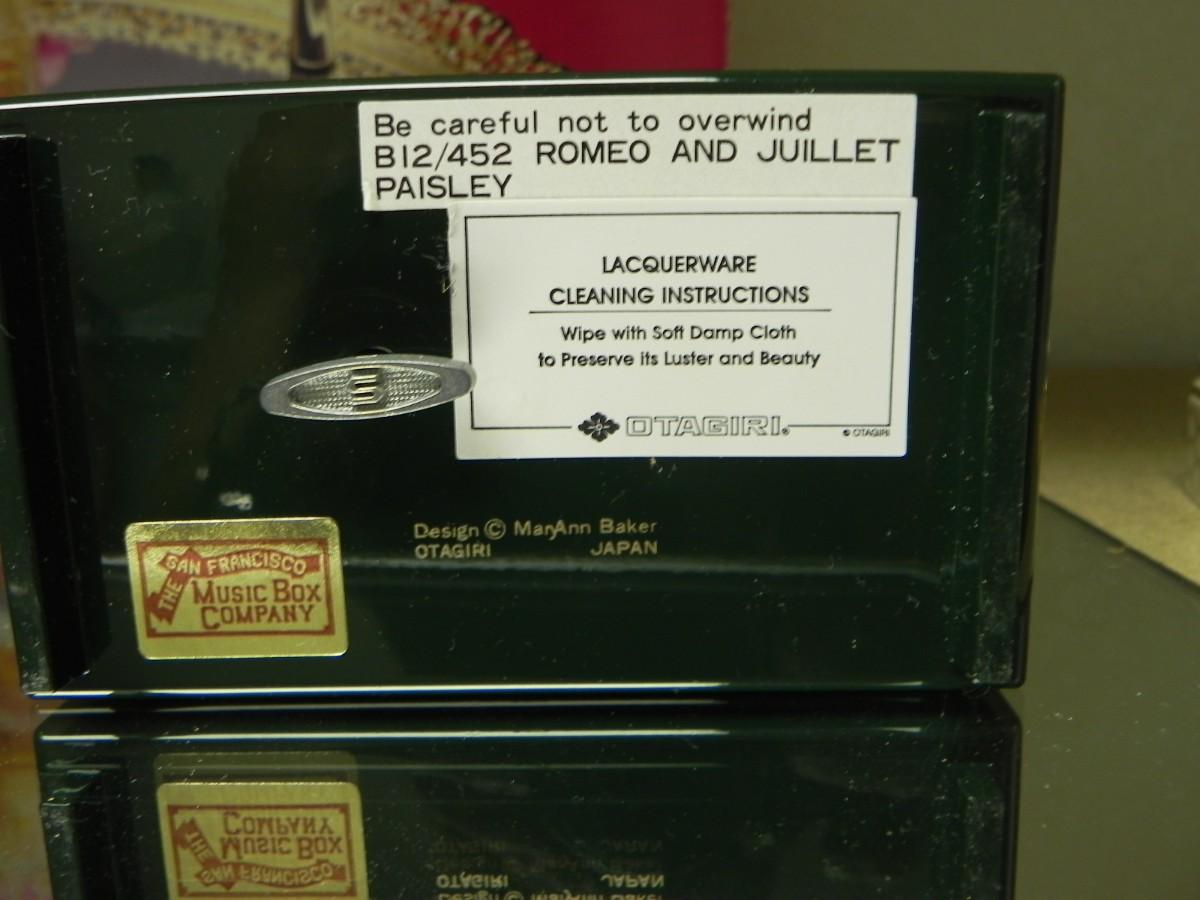 Be careful not to overwind
B12/452 ROMEO AND JUILLET
PAISLEY
LACQUERWARE
CLEANING INSTRUCTIONS
Wipe with Soft Damp Cloth
to Preserve its Luster and Beauty
OTAGIRI®
© OTAGIRI
Design © MaryAnn Baker
OTAGIRI JAPAN
THE SAN FRANCISCO
MUSIC BOX
COMPANY